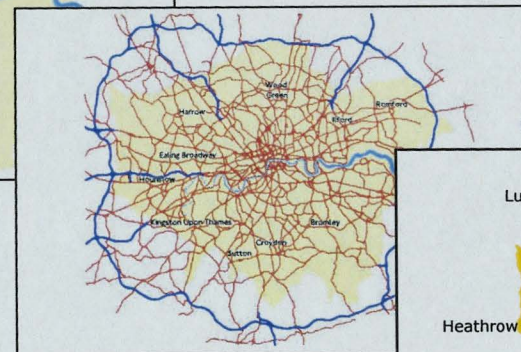 Wood
Green
Romford
Harrow
Ilford
Ealing Broadway
Hounslow
Kingston Upon Thames
Bromley
Croydon
Sutton
Lu
Heathrow